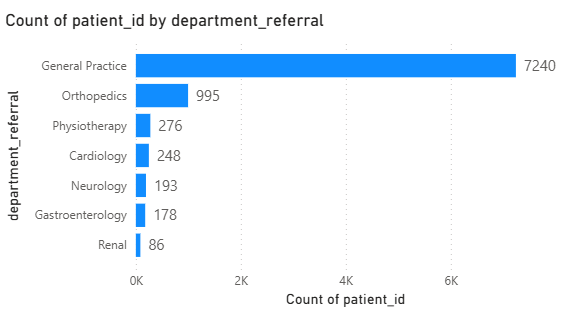 Count of patient_id by department_referral
department_referral
General Practice 7240
Orthopedics 995
Physiotherapy 276
Cardiology 248
Neurology 193
Gastroenterology 178
Renal 86
0K 2K 4K 6K
Count of patient_id